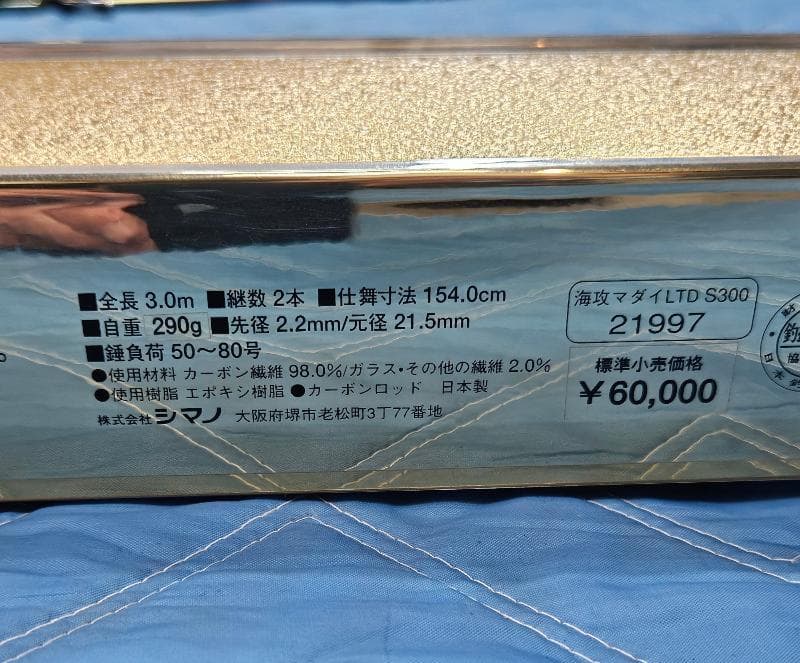 ■全長 3.0m ■継数 2本 ■仕舞寸法 154.0cm
■自重 290g ■先径 2.2mm/元径 21.5mm
■錘負荷 50〜80号
●使用材料 カーボン繊維 98.0%/ガラス・その他の繊維 2.0%
●使用樹脂 エポキシ樹脂 ●カーボンロッド 日本製
株式会社シマノ 大阪府堺市老松町3丁77番地
海攻マダイLTD S300
21997
標準小売価格
￥60,000